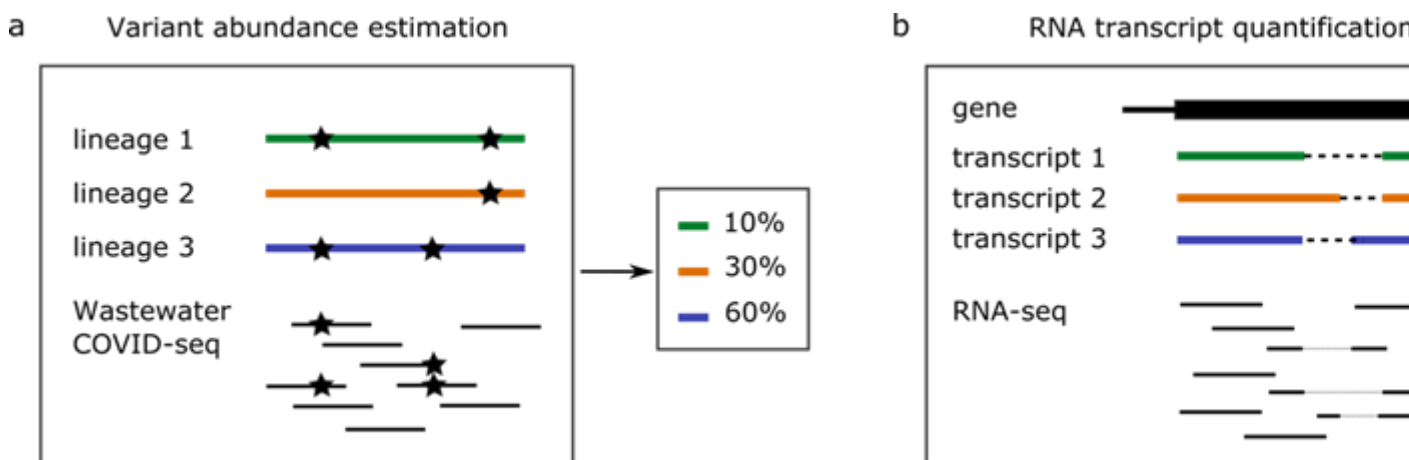 a Variant abundance estimation
lineage 1
lineage 2
lineage 3
Wastewater
COVID-seq
10%
30%
60%
b RNA transcript quantification
gene
transcript 1
transcript 2
transcript 3
RNA-seq